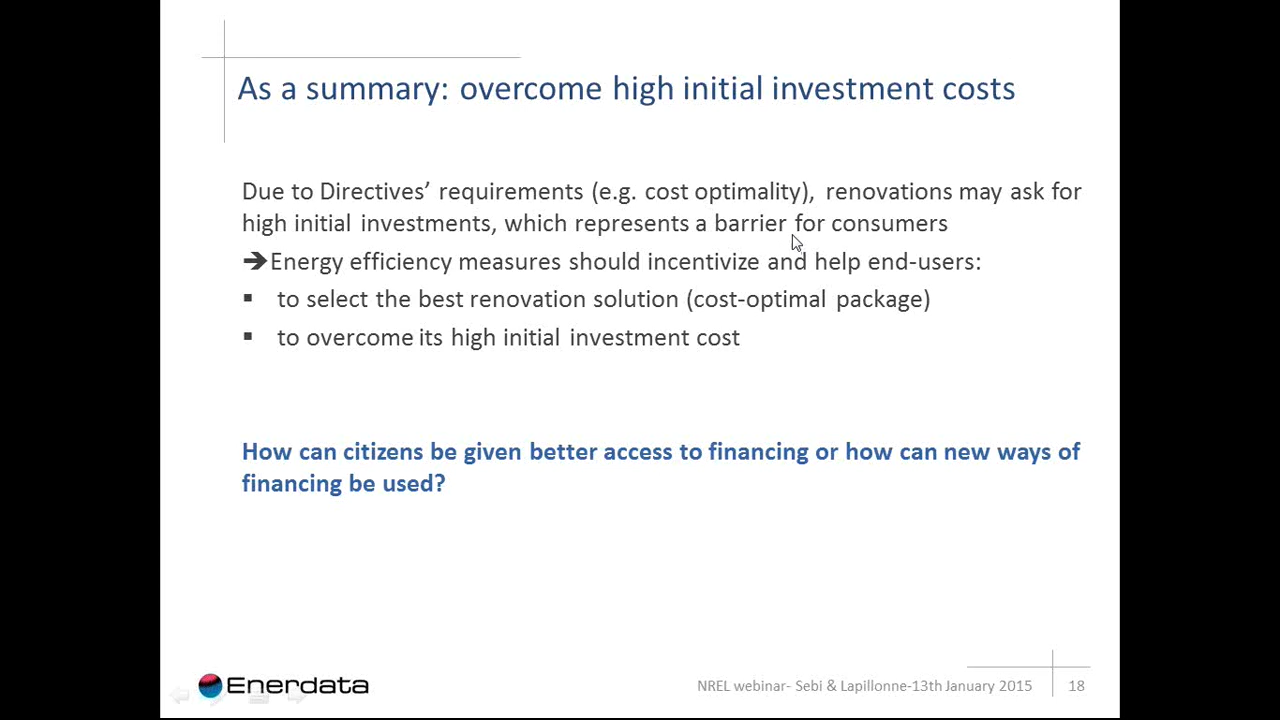 As a summary: overcome high initial investment costs
Due to Directives’ requirements (e.g. cost optimality), renovations may ask for
high initial investments, which represents a barrier for consumers
➔Energy efficiency measures should incentivize and help end-users:
▪ to select the best renovation solution (cost-optimal package)
▪ to overcome its high initial investment cost
How can citizens be given better access to financing or how can new ways of
financing be used?
Enerdata
NREL webinar- Sebi & Lapillonne-13th January 2015
18